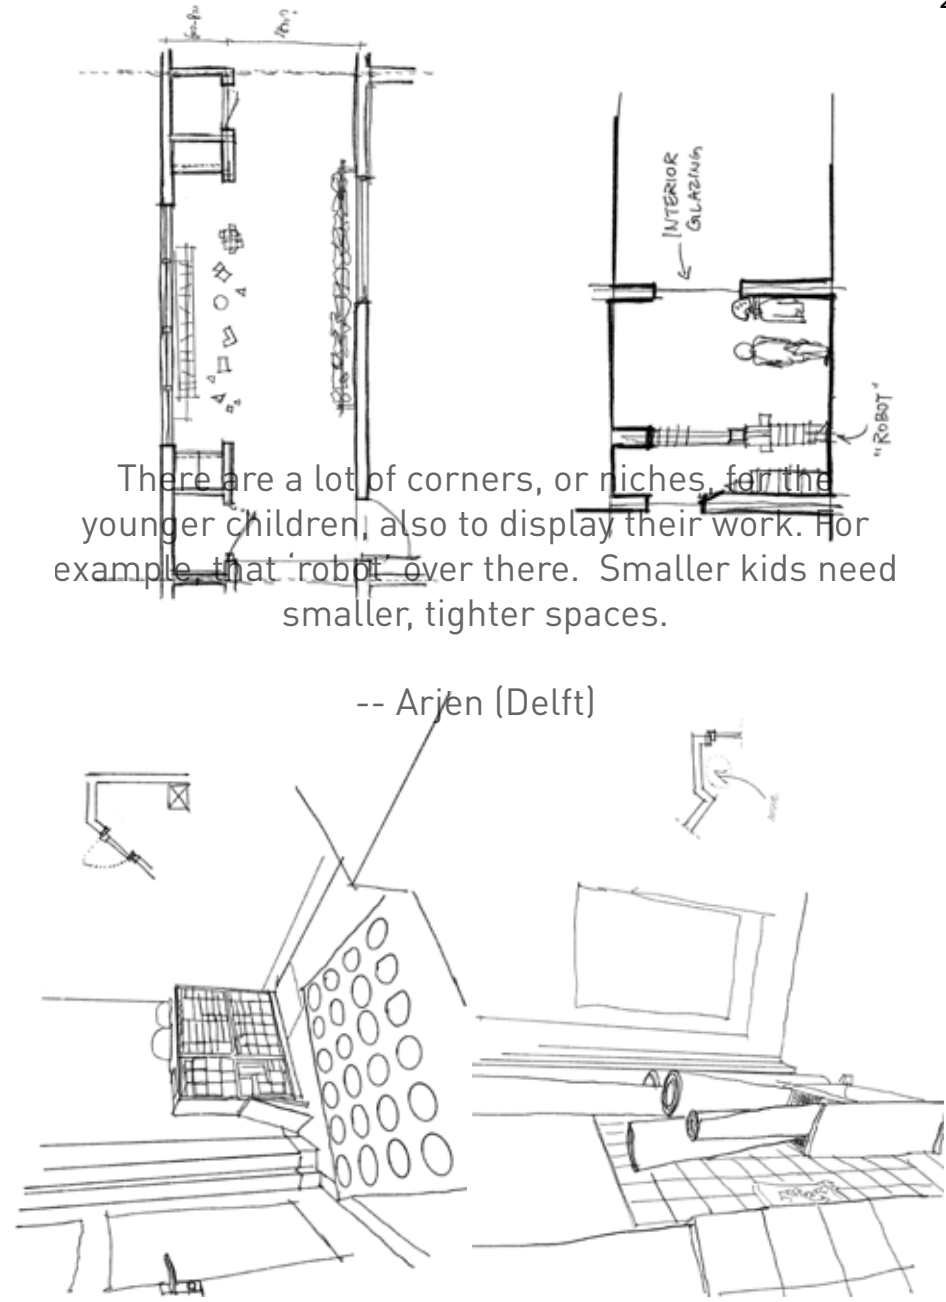 INTERIOR
GLAZING
"ROBOT"
There are a lot of corners, or niches, for the
younger children, also to display their work. For
example, that ‘robot’ over there. Smaller kids need
smaller, tighter spaces.
-- Arjen (Delft)